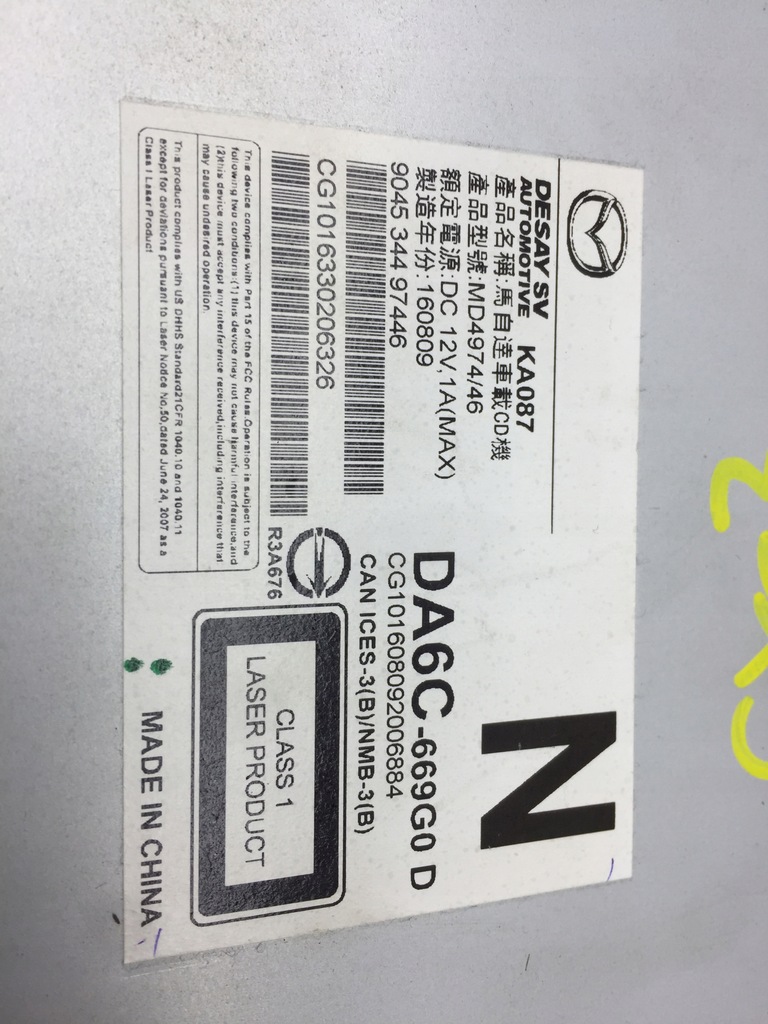 DESAY SV
AUTOMOTIVE KA087
產品名稱:馬自達車載CD機
產品型號:MD4974/46
額定電源:DC 12V,1A(MAX)
製造年份:160809
9045 344 97446
CG1016330206326
R3A676
This device complies with Part 15 of the FCC Rules.Operation is subject to the
following two conditions:(1) this device may not cause harmful interference,and
(2)this device must accept any interference received,including interference that
may cause undesired operation.
This product complies with US DHHS Standard21CFR 1040.10 and 1040.11
except for deviations pursuant to Laser Notice No.50,dated June 24, 2007 as a
Class I Laser Product
N
DA6C-669G0 D
CG101608092006884
CAN ICES-3(B)/NMB-3(B)
CLASS 1
LASER PRODUCT
MADE IN CHINA